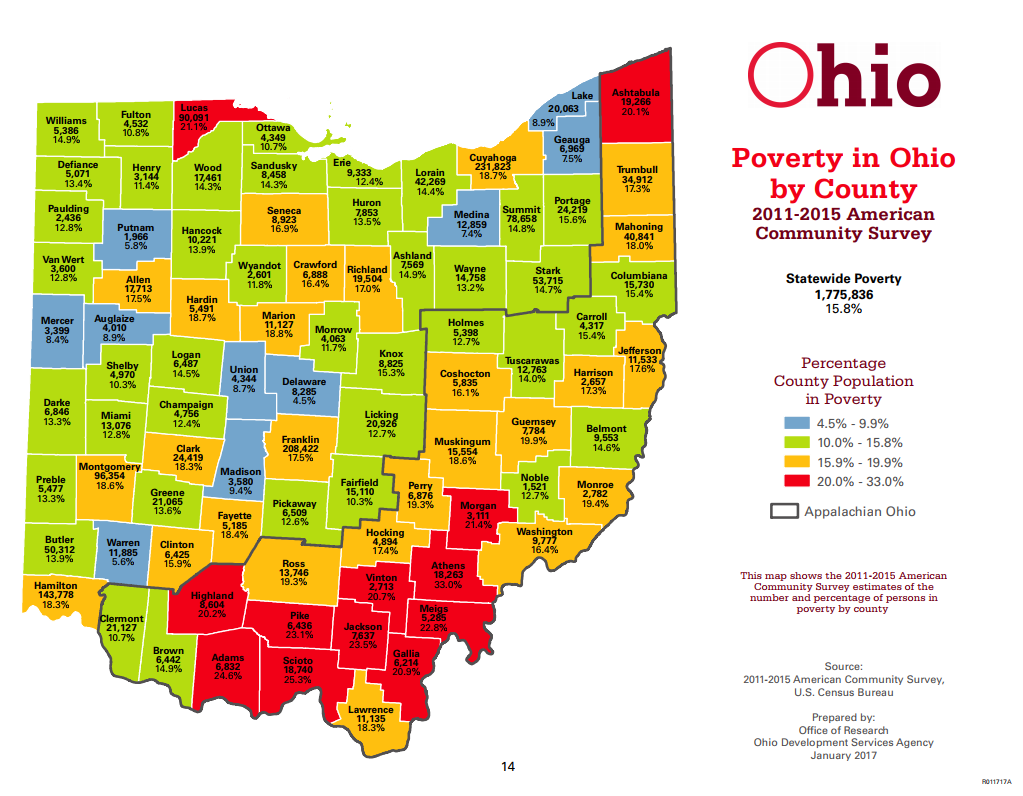 Ohio
Poverty in Ohio
by County
2011-2015 American
Community Survey
Statewide Poverty
1,775,836
15.8%
Percentage
County Population
in Poverty
4.5% - 9.9%
10.0% - 15.8%
15.9% - 19.9%
20.0% - 33.0%
Appalachian Ohio
This map shows the 2011-2015 American
Community Survey estimates of the
number and percentage of persons in
poverty by county
Source:
2011-2015 American Community Survey,
U.S. Census Bureau
Prepared by:
Office of Research
Ohio Development Services Agency
January 2017
R011717A
14
Williams
5,386
14.9%
Fulton
4,532
10.8%
Lucas
90,091
21.1%
Ottawa
4,349
10.7%
Lake
20,063
8.9%
Geauga
6,969
7.5%
Ashtabula
19,266
20.1%
Defiance
5,071
13.4%
Henry
3,144
11.4%
Wood
17,461
14.3%
Sandusky
8,458
14.3%
Erie
9,333
12.4%
Lorain
42,269
14.4%
Cuyahoga
231,823
18.7%
Trumbull
34,912
17.3%
Paulding
2,436
12.8%
Putnam
1,966
5.8%
Hancock
10,221
13.9%
Seneca
8,923
16.9%
Huron
7,853
13.5%
Medina
12,859
7.4%
Summit
78,658
14.8%
Portage
24,219
15.6%
Mahoning
40,841
18.0%
Van Wert
3,600
12.8%
Allen
17,713
17.5%
Wyandot
2,601
11.8%
Crawford
6,888
16.4%
Richland
19,504
17.0%
Ashland
7,569
14.9%
Wayne
14,758
13.2%
Stark
53,715
14.7%
Columbiana
15,730
15.4%
Mercer
3,399
8.4%
Auglaize
4,010
8.9%
Hardin
5,491
18.7%
Marion
11,127
18.8%
Morrow
4,063
11.7%
Holmes
5,398
12.7%
Carroll
4,317
15.4%
Jefferson
11,533
17.6%
Shelby
4,970
10.3%
Logan
6,487
14.5%
Union
4,344
8.7%
Delaware
8,285
4.5%
Knox
8,825
15.3%
Coshocton
5,835
16.1%
Tuscarawas
12,763
14.0%
Harrison
2,657
17.3%
Darke
6,846
13.3%
Miami
13,076
12.8%
Champaign
4,756
12.4%
Licking
20,926
12.7%
Guernsey
7,784
19.9%
Belmont
9,553
14.6%
Clark
24,419
18.3%
Franklin
208,422
17.5%
Muskingum
15,554
18.6%
Preble
5,477
13.3%
Montgomery
96,354
18.6%
Greene
21,065
13.6%
Madison
3,580
9.4%
Pickaway
6,509
12.6%
Fairfield
15,110
10.3%
Perry
6,876
19.3%
Morgan
3,111
21.4%
Noble
1,521
12.7%
Monroe
2,782
19.4%
Butler
50,312
13.9%
Warren
11,885
5.6%
Clinton
6,425
15.9%
Fayette
5,185
18.4%
Hocking
4,894
17.4%
Washington
9,777
16.4%
Hamilton
143,778
18.3%
Ross
13,746
19.3%
Vinton
2,713
20.7%
Athens
18,263
33.0%
Clermont
21,127
10.7%
Highland
8,604
20.2%
Pike
6,436
23.1%
Jackson
7,637
23.5%
Meigs
5,285
22.6%
Brown
6,442
14.9%
Adams
6,832
24.6%
Scioto
18,740
25.3%
Gallia
6,214
20.9%
Lawrence
11,135
18.3%